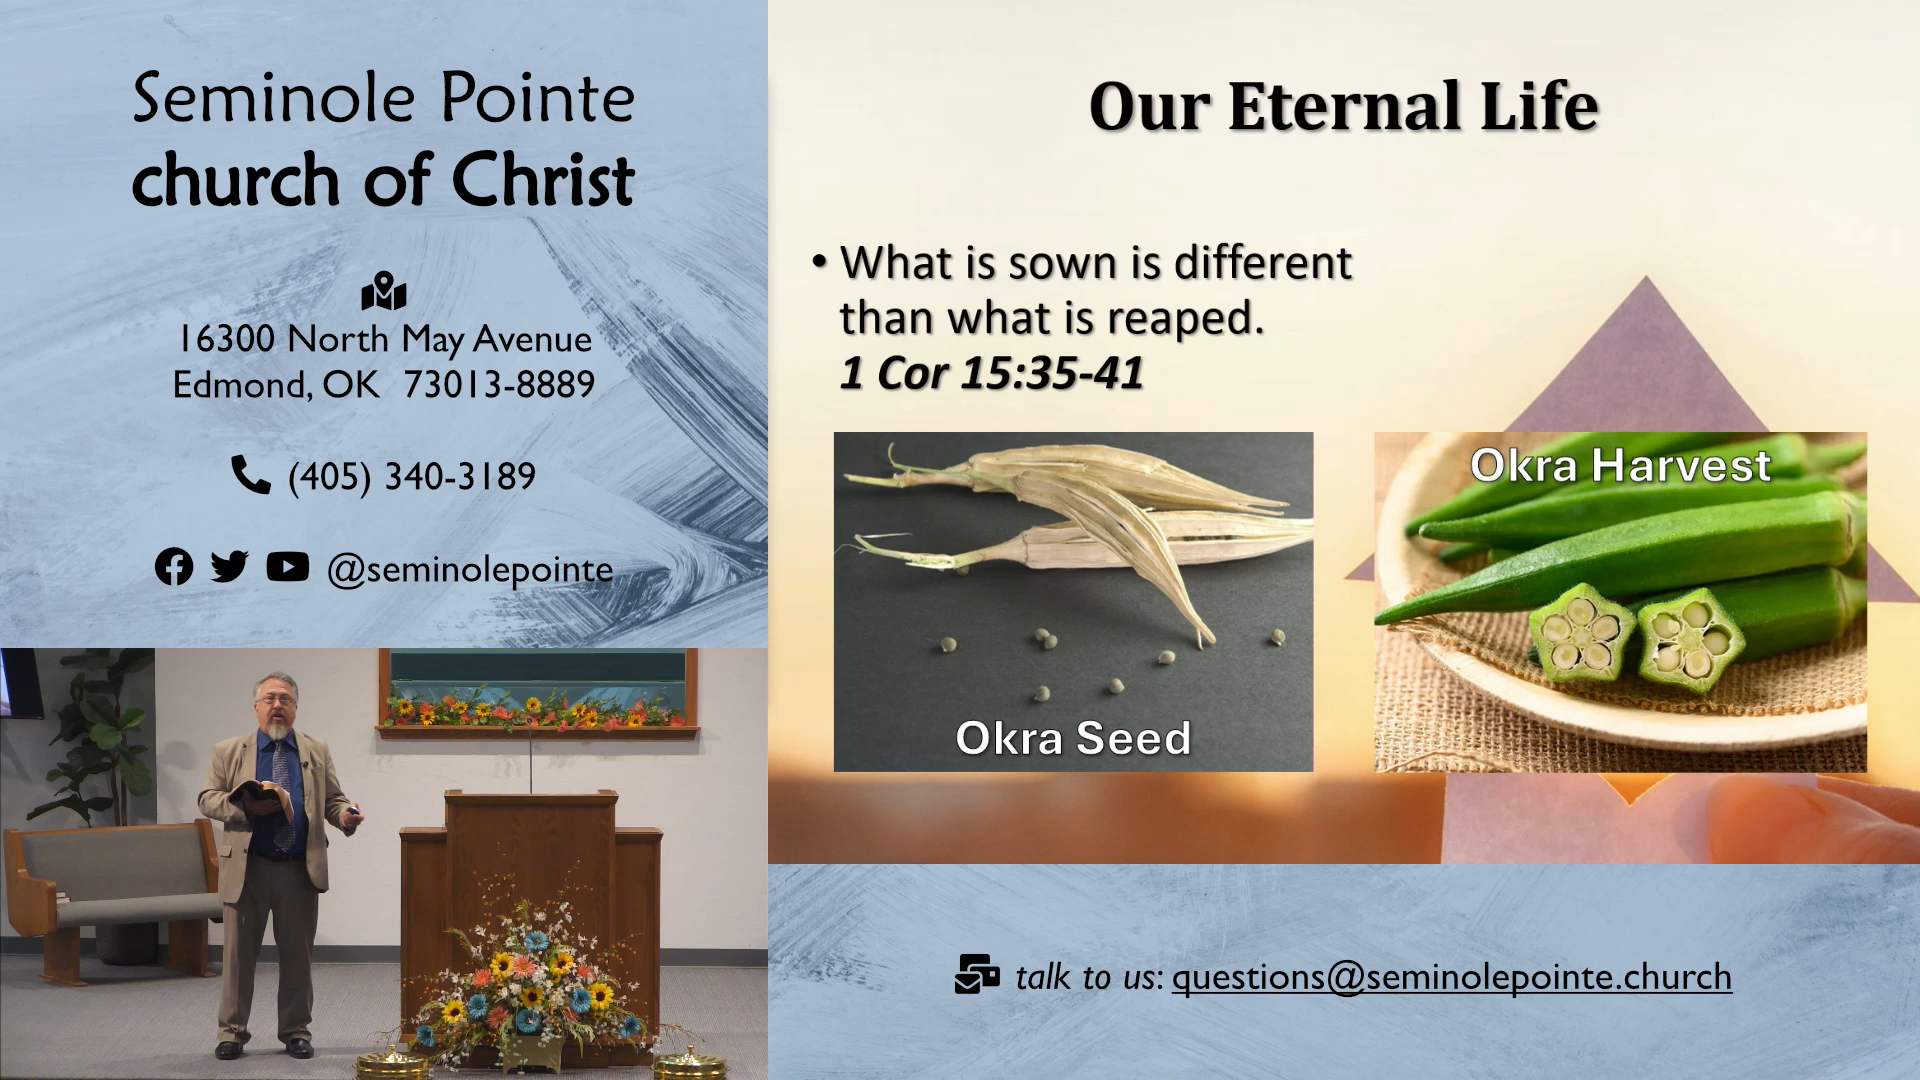 Seminole Pointe
church of Christ
16300 North May Avenue
Edmond, OK 73013-8889
(405) 340-3189
@seminolepointe
Our Eternal Life
• What is sown is different
than what is reaped.
1 Cor 15:35-41
Okra Seed
Okra Harvest
talk to us: questions@seminolepointe.church